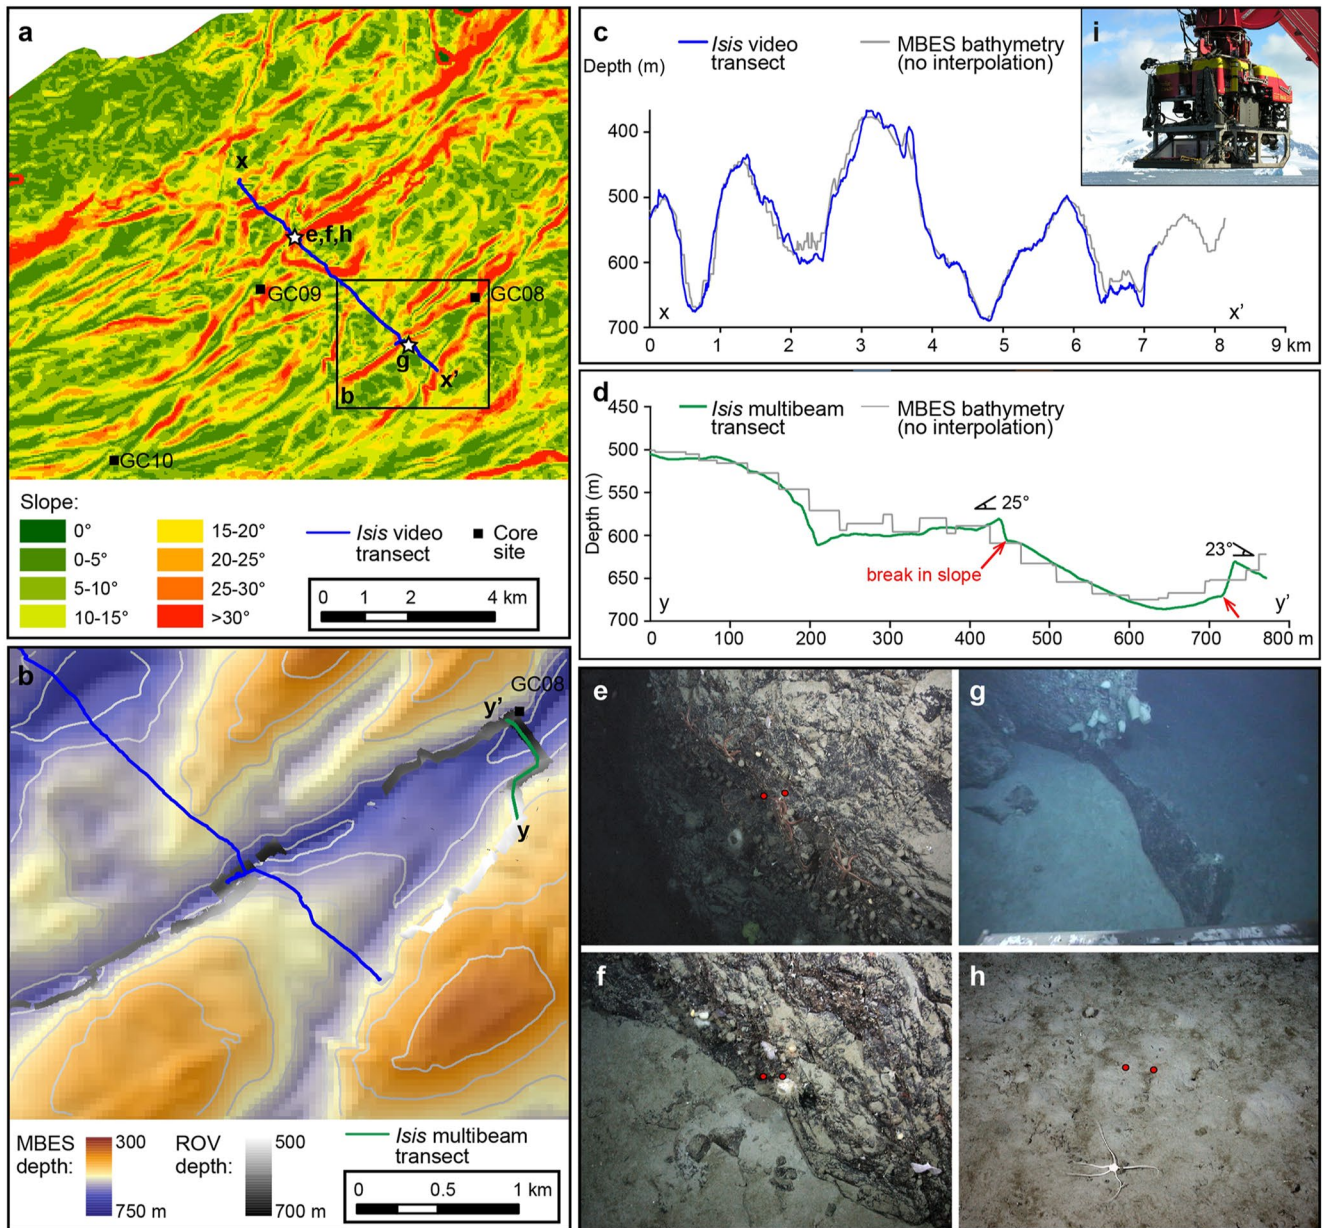 a
x
e,f,h
GC09
GC08
g
x'
b
GC10
Slope:
0°
0-5°
5-10°
10-15°
15-20°
20-25°
25-30°
>30°
Isis video
transect
Core
site
0 1 2 4 km
b
GC08
y'
y
MBES
depth:
300
750 m
ROV
depth:
500
700 m
Isis multibeam
transect
0 0.5 1 km
c
Isis video
transect
MBES bathymetry
(no interpolation)
Depth (m)
400
500
600
700
x
x'
0 1 2 3 4 5 6 7 8 9 km
i
d
Isis multibeam
transect
MBES bathymetry
(no interpolation)
Depth (m)
450
500
550
600
650
700
25°
23°
break in slope
y
y'
0 100 200 300 400 500 600 700 800 m
e
g
f
h